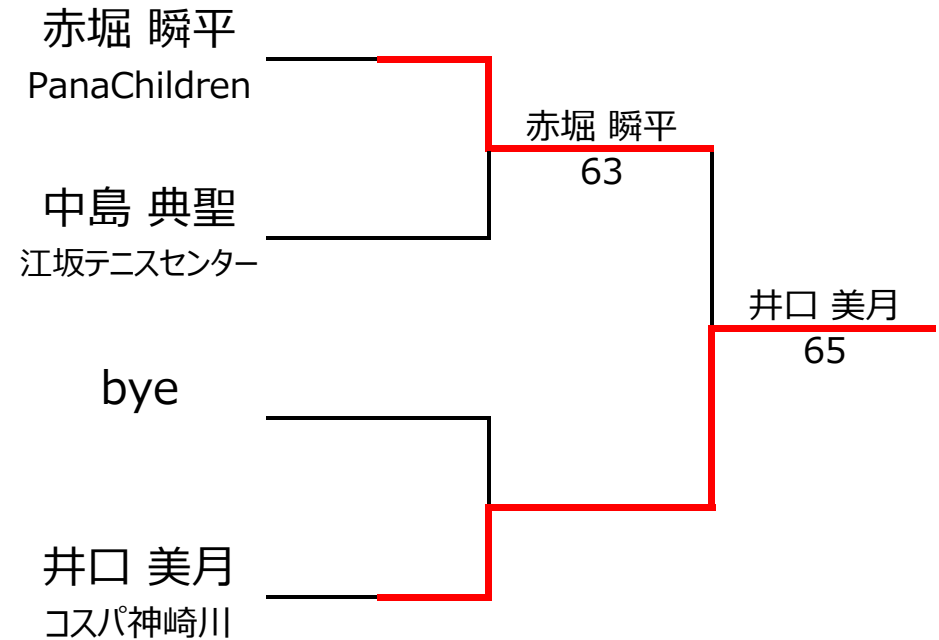 赤堀 瞬平
PanaChildren
赤堀 瞬平
63
中島 典聖
江坂テニスセンター
井口 美月
65
bye
井口 美月
コスパ神崎川